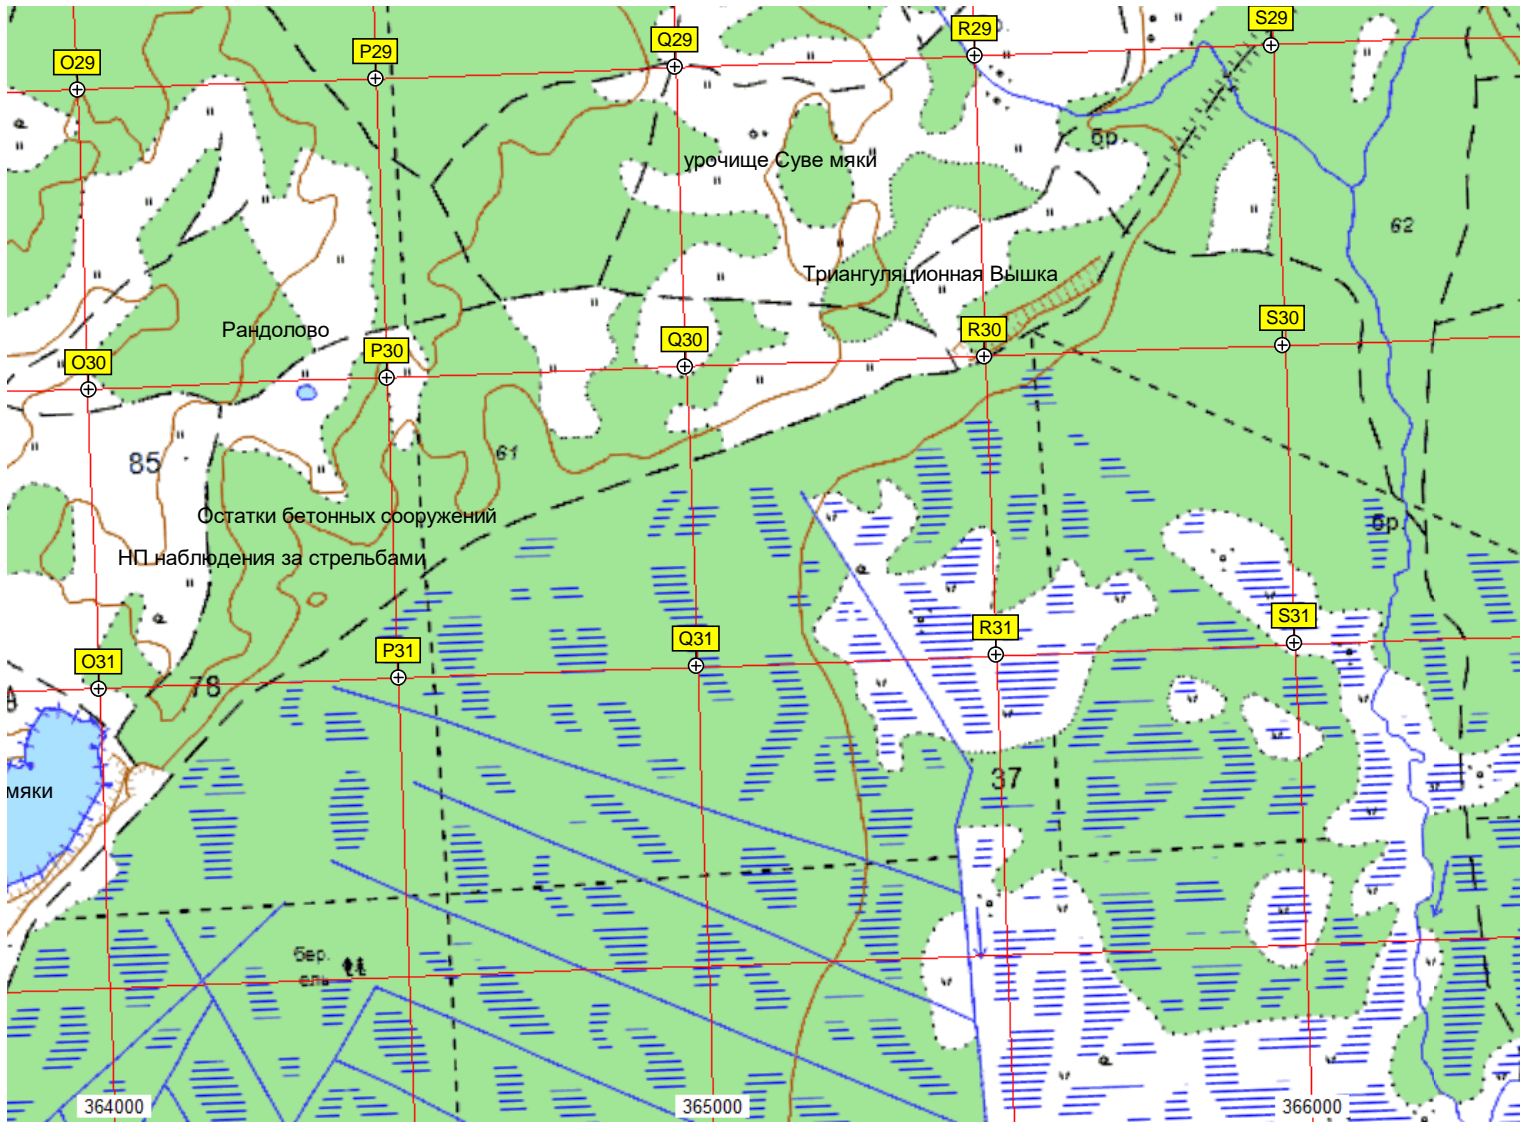 S29
R29
Q29
P29
O29
бр.
урочище Суве мяки
62
Триангуляционная Вышка
Рандолово
S30
R30
Q30
P30
O30
61
85
Остатки бетонных сооружений
бр.
НП наблюдения за стрельбами
S31
R31
Q31
P31
O31
78
37
мяки
бер.
ель
364000
365000
366000